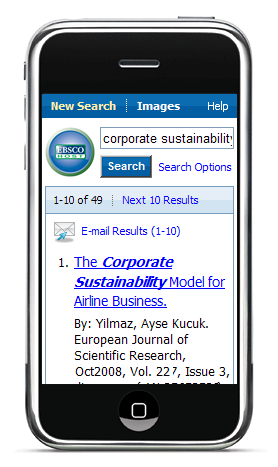 New Search Images Help
EBSCO
HOST
corporate sustainability
Search Search Options
1-10 of 49 Next 10 Results
E-mail Results (1-10)
1. The Corporate
Sustainability Model for
Airline Business.
By: Yilmaz, Ayse Kucuk.
European Journal of
Scientific Research,
Oct2008, Vol. 227, Issue 3,